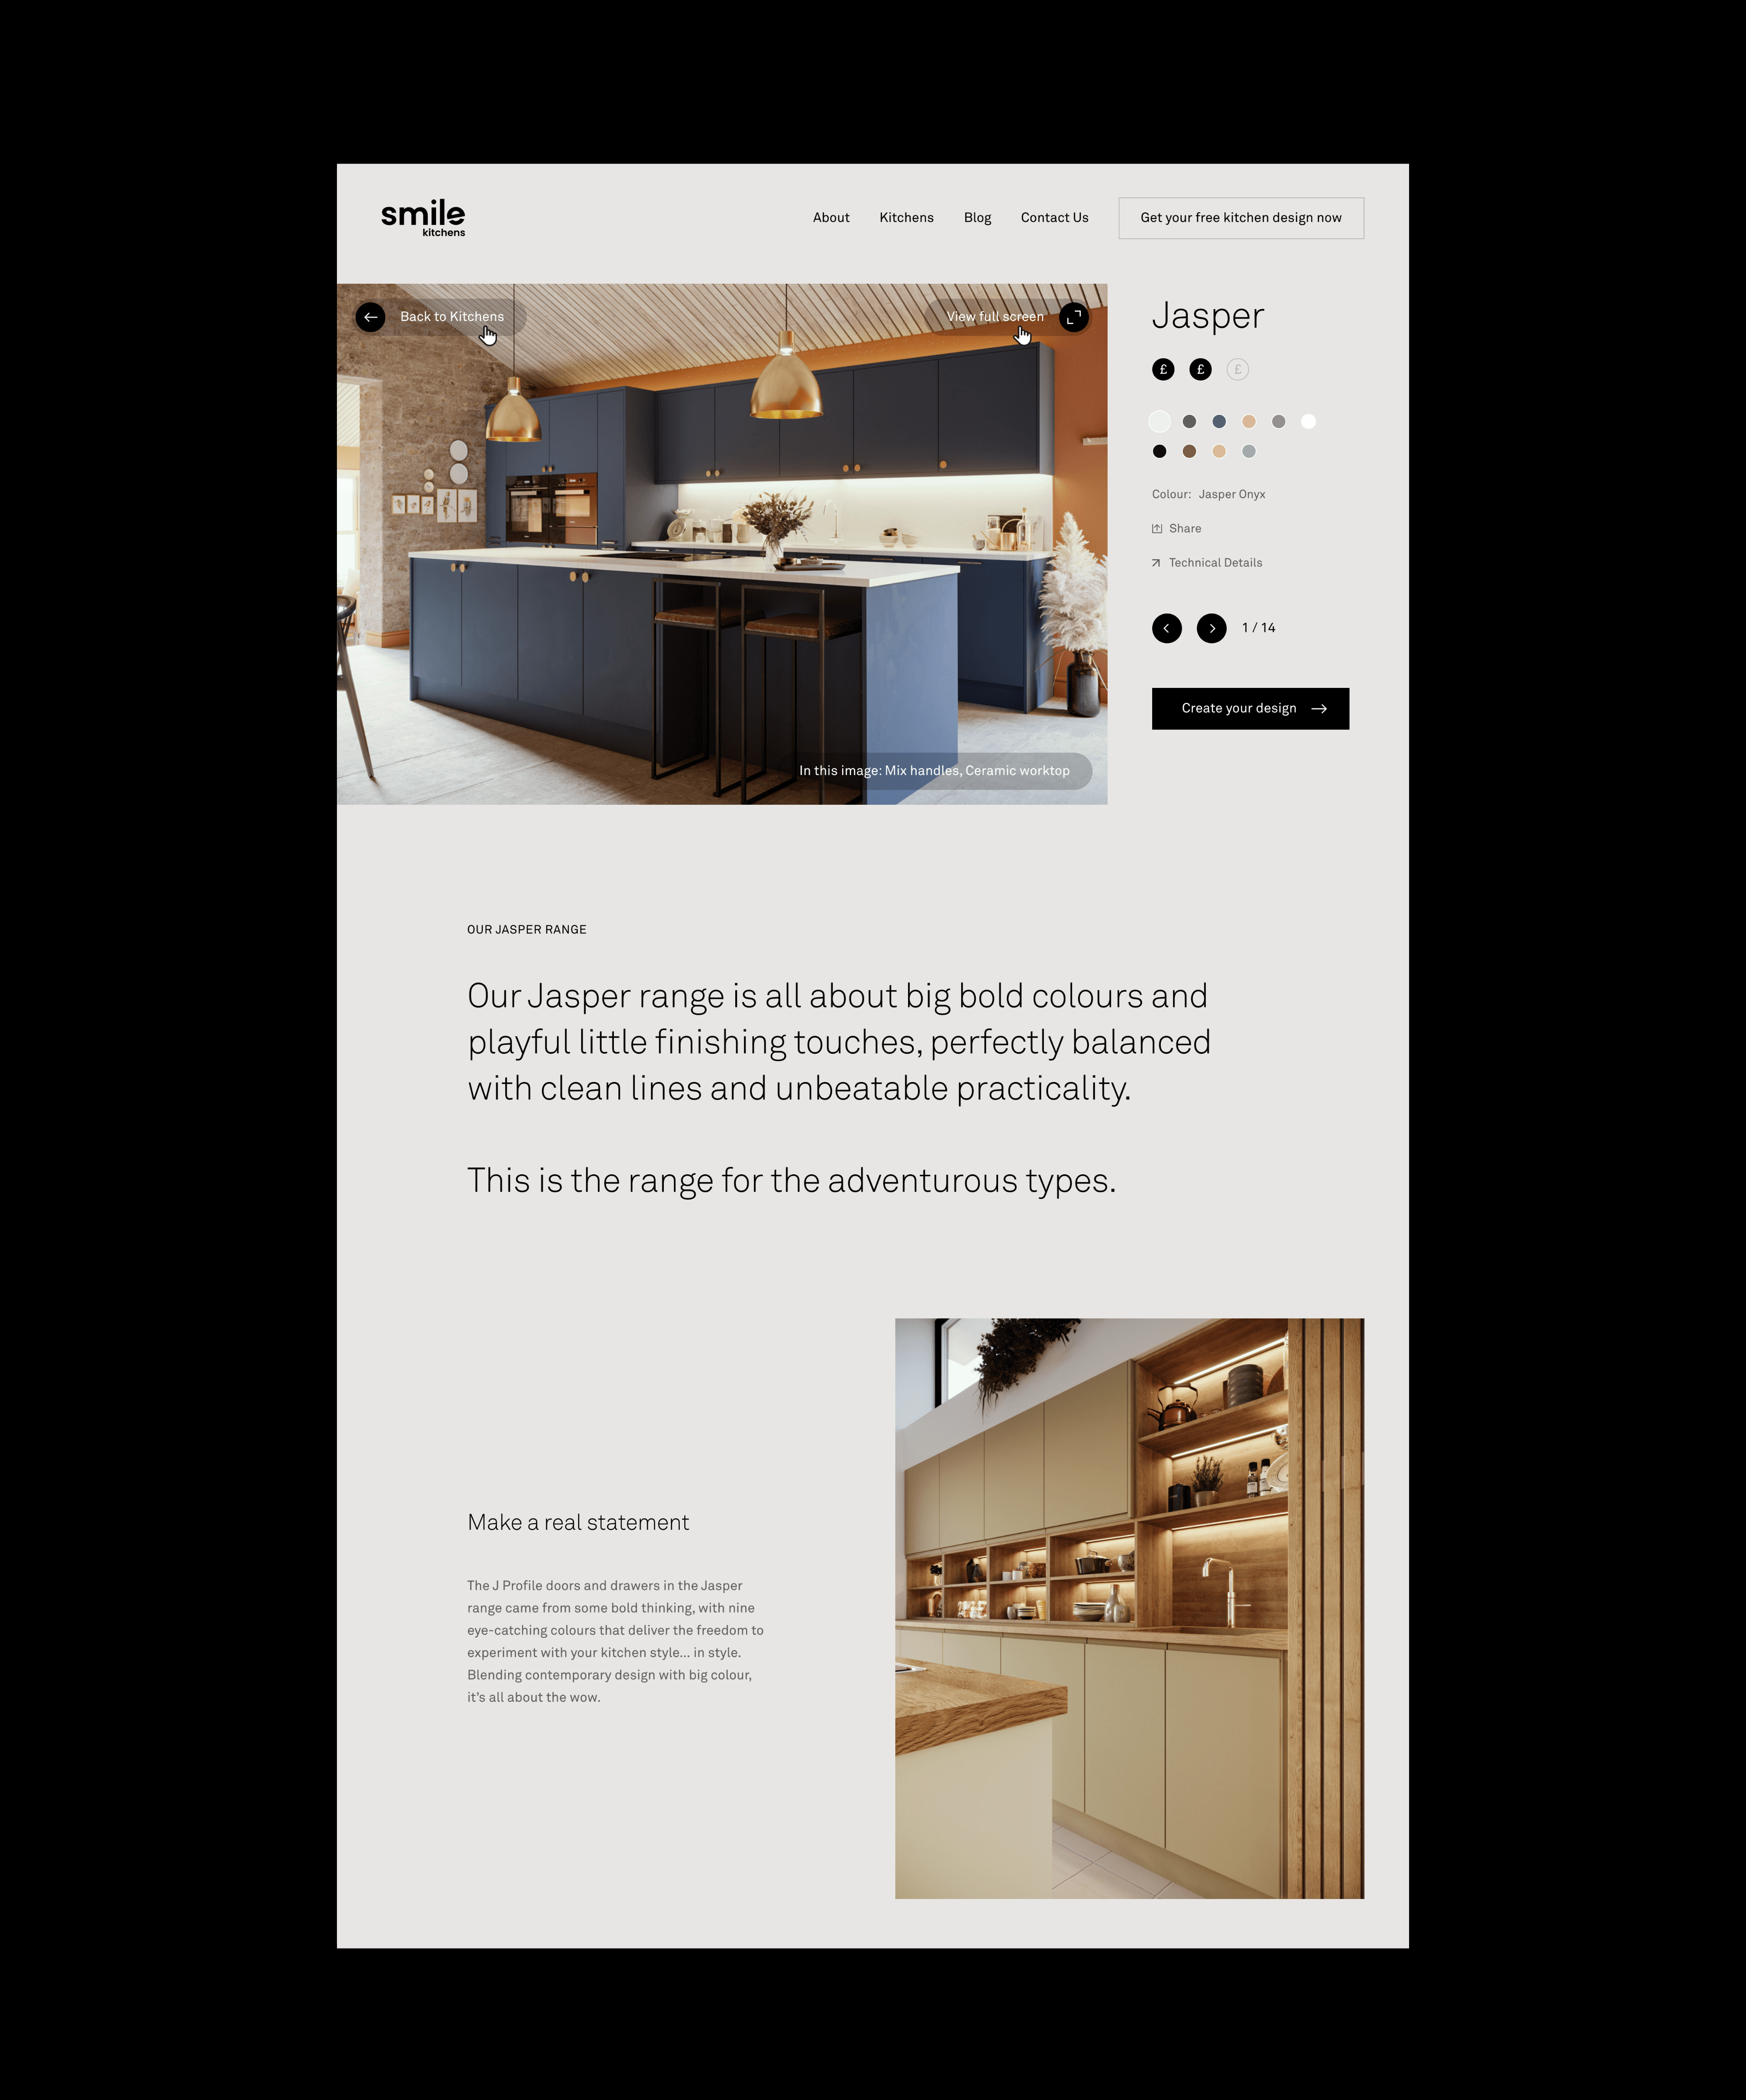 smile
kitchens
About
Kitchens
Blog
Contact Us
Get your free kitchen design now
Back to Kitchens
View full screen
In this image: Mix handles, Ceramic worktop
Jasper
£ £ £
Colour: Jasper Onyx
Share
Technical Details
1 / 14
Create your design
OUR JASPER RANGE
Our Jasper range is all about big bold colours and
playful little finishing touches, perfectly balanced
with clean lines and unbeatable practicality.
This is the range for the adventurous types.
Make a real statement
The J Profile doors and drawers in the Jasper
range came from some bold thinking, with nine
eye-catching colours that deliver the freedom to
experiment with your kitchen style... in style.
Blending contemporary design with big colour,
it's all about the wow.